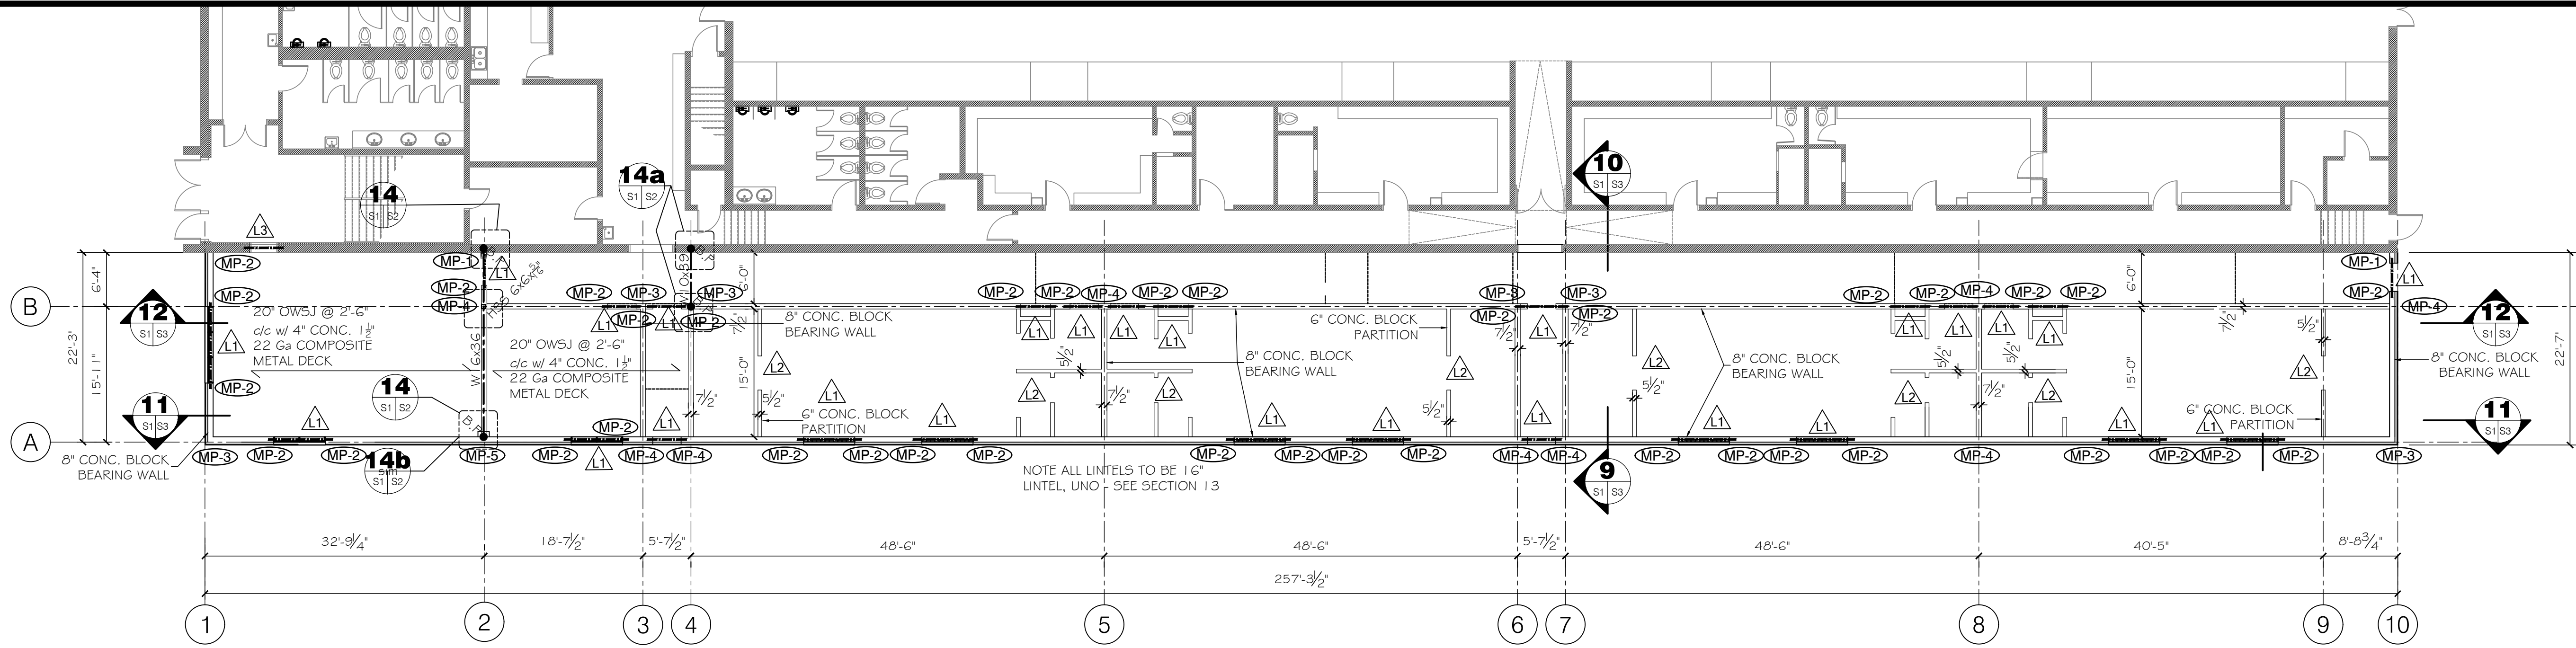 14
S1 S2
14a
S1 S2
10
S1 S3
L3
MP-2
MP-1
B.P.
L1
HSS 6x6x5/16"
B.P.
W10x39
MP-1
L1
6'-4"
MP-2
MP-2
MP-4
MP-2
MP-3
MP-3
6'-0"
MP-2
MP-2
MP-4
MP-2
MP-2
MP-3
MP-3
MP-2
MP-2
MP-4
MP-2
MP-2
6'-0"
MP-2
MP-4
B
12
S1 S3
20" OWSJ @ 2'-6"
c/c w/ 4" CONC. 1½"
22 Ga COMPOSITE
METAL DECK
L1
L1
MP-2
L1
MP-2
7½"
8" CONC. BLOCK
BEARING WALL
L1
L1
L1
L1
6" CONC. BLOCK
PARTITION
MP-2
7½"
L1
MP-2
7½"
L1
L1
L1
L1
7½"
5½"
12
S1 S3
22'-3"
15'-11"
W16x36
20" OWSJ @ 2'-6"
c/c w/ 4" CONC. 1½"
22 Ga COMPOSITE
METAL DECK
15'-0"
L2
5½"
8" CONC. BLOCK
BEARING WALL
L2
L2
8" CONC. BLOCK
BEARING WALL
5½"
5½"
15'-0"
L2
8" CONC. BLOCK
BEARING WALL
22'-7"
MP-2
14
S1 S2
7½"
5½"
L1
L2
7½"
5½"
5½"
L2
7½"
L2
11
S1 S3
L1
B.P.
MP-2
L1
6" CONC. BLOCK
PARTITION
L1
L1
L1
L1
L1
L1
L1
L1
6" CONC. BLOCK
PARTITION
11
S1 S3
A
8" CONC. BLOCK
BEARING WALL
MP-3
MP-2
MP-2
14b
sim
S1 S2
MP-5
MP-2
L1
MP-4
MP-4
MP-2
MP-2
MP-2
MP-2
MP-2
MP-2
MP-2
MP-2
MP-4
MP-4
9
S1 S3
MP-2
MP-2
MP-2
MP-2
MP-4
MP-2
MP-2
MP-2
MP-2
MP-3
NOTE ALL LINTELS TO BE 16"
LINTEL, UNO - SEE SECTION 13
32'-9¼"
18'-7½"
5'-7½"
48'-6"
48'-6"
5'-7½"
48'-6"
40'-5"
8'-8¾"
257'-3½"
1
2
3
4
5
6
7
8
9
10